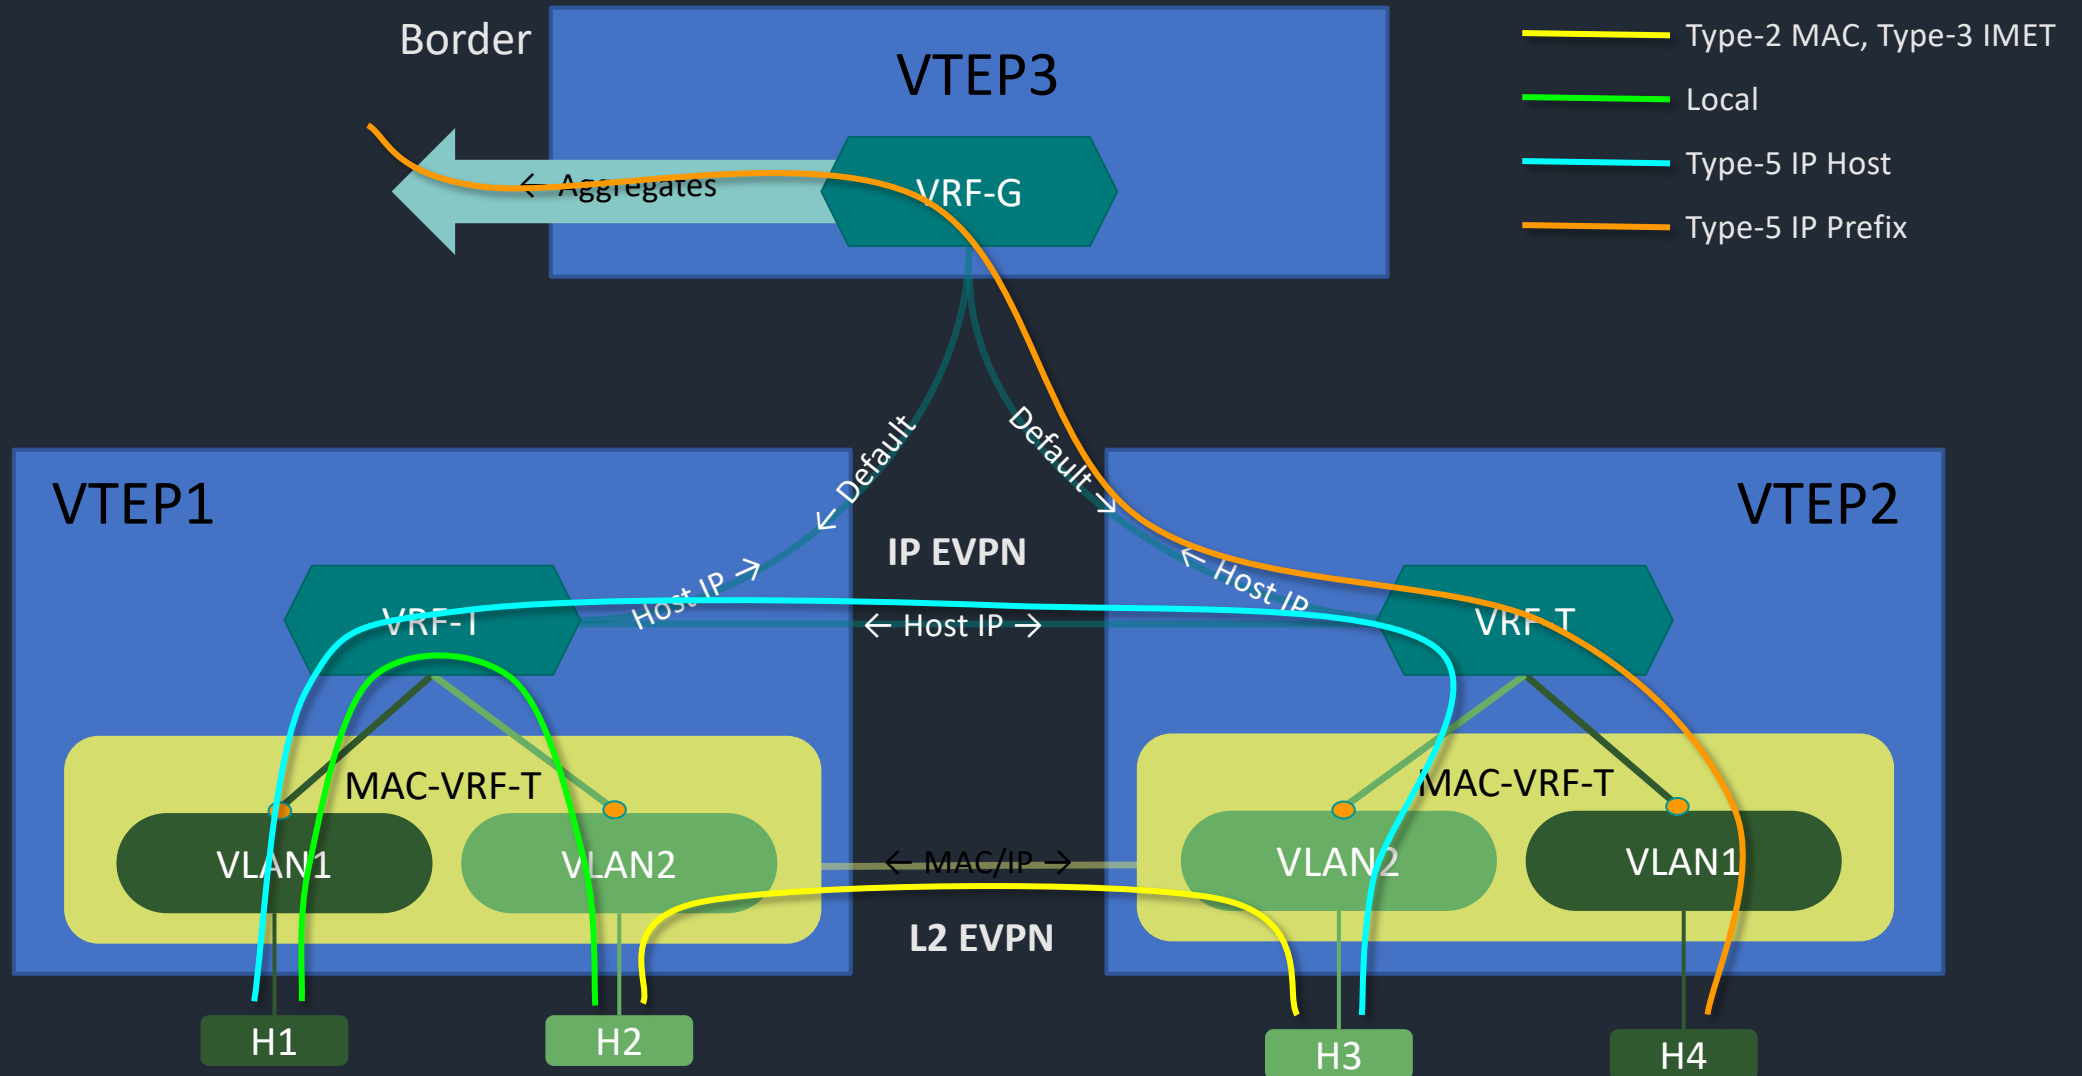 Border
VTEP3
Type-2 MAC, Type-3 IMET
Local
Type-5 IP Host
Type-5 IP Prefix
← Aggregates
VRF-G
← Default
Default →
VTEP1
VTEP2
IP EVPN
Host IP →
← Host IP
VRF-T
← Host IP →
VRF-T
MAC-VRF-T
MAC-VRF-T
VLAN1
VLAN2
← MAC/IP →
VLAN2
VLAN1
L2 EVPN
H1
H2
H3
H4